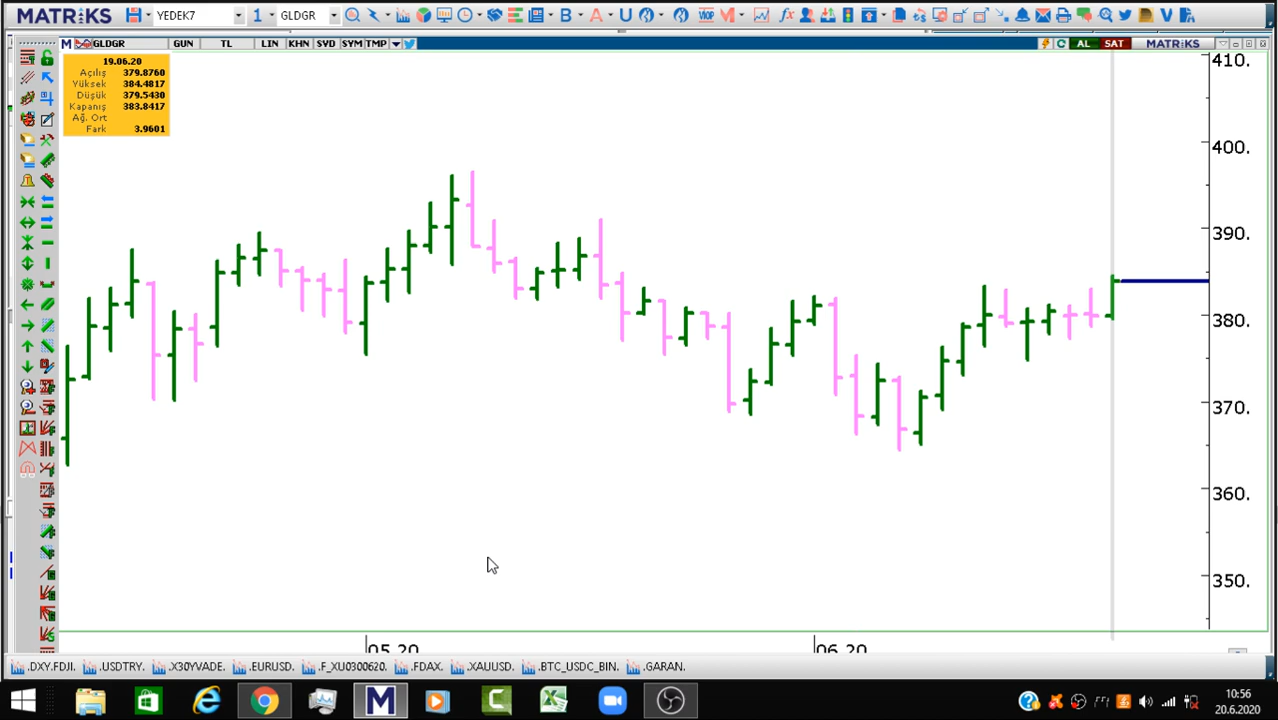 MATRİKS YEDEK7 1 GLDGR
B A U VIOP M fx V
M GLDGR GUN TL LIN KHN SVD SYM TMP AL SAT MATRİKS
19.06.20
Açılış 379.8760
Yüksek 384.4817
Düşük 379.5430
Kapanış 383.8417
Ağ. Ort
Fark 3.9601
410.
400.
390.
380.
370.
360.
350.
05.20 06.20
.DXY.FDJI. .USDTRY. .X30YVADE. .EURUSD. .F_XU0300620. .FDAX. .XAUUSD. .BTC_USDC_BIN. .GARAN.
10:56
20.6.2020